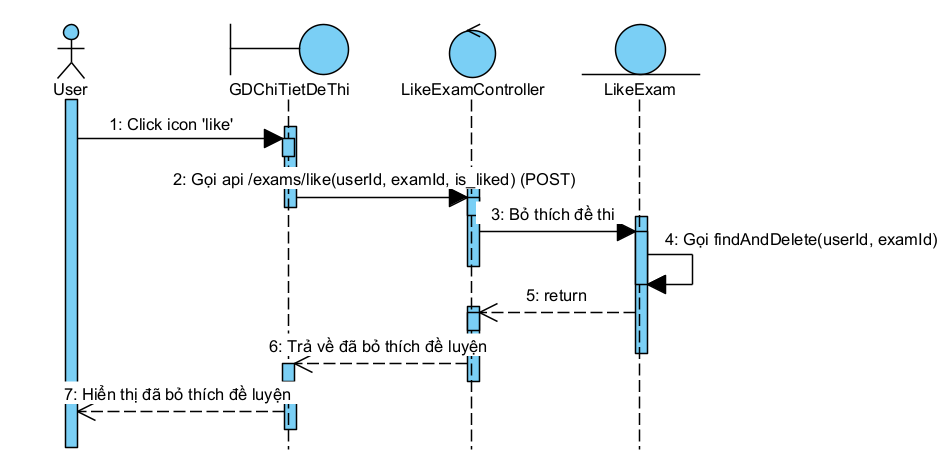 User
GDChiTietDeThi
LikeExamController
LikeExam
1: Click icon 'like'
2: Gọi api /exams/like(userId, examId, is_liked) (POST)
3: Bỏ thích đề thi
4: Gọi findAndDelete(userId, examId)
5: return
6: Trả về đã bỏ thích đề luyện
7: Hiển thị đã bỏ thích đề luyện